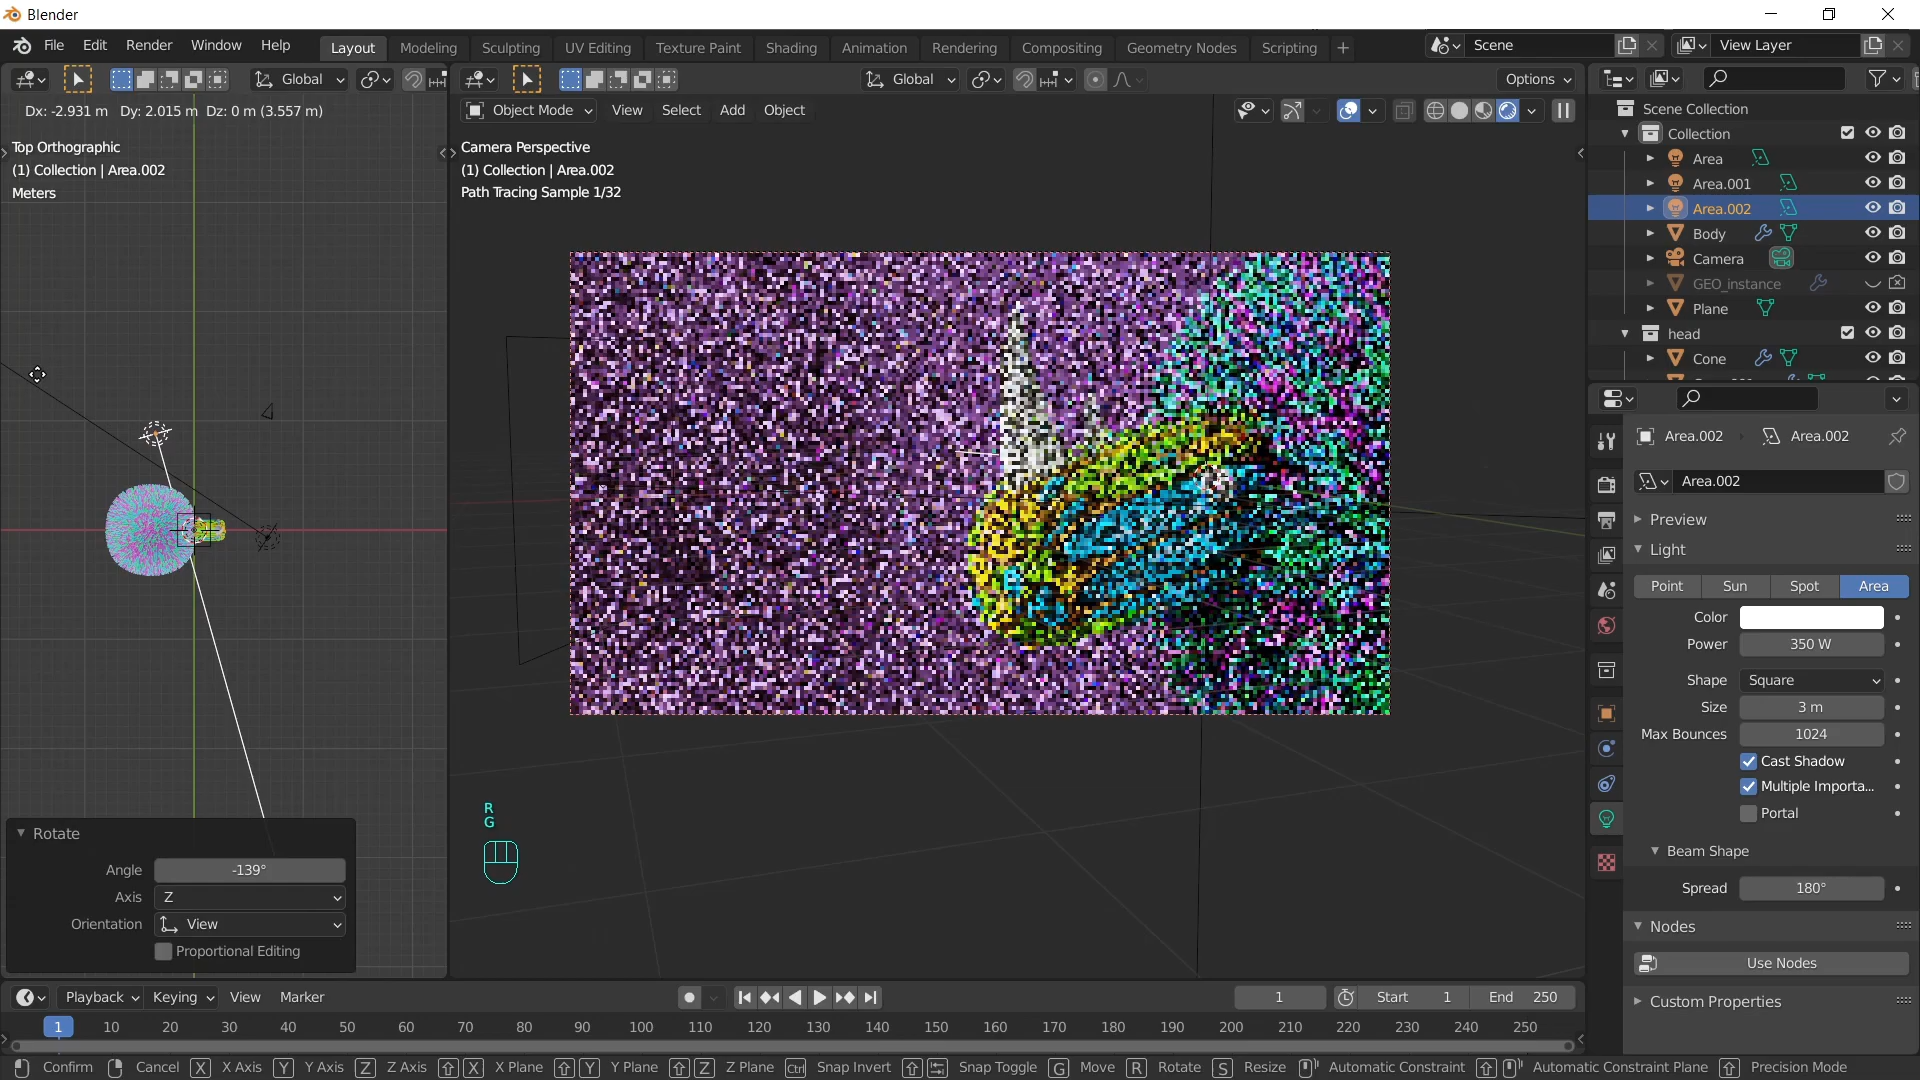 Blender
File Edit Render Window Help
Layout Modeling Sculpting UV Editing Texture Paint Shading Animation Rendering Compositing Geometry Nodes Scripting +
Scene
View Layer
Global
Global
Options
Dx: -2.931 m Dy: 2.015 m Dz: 0 m (3.557 m)
Object Mode View Select Add Object
Top Orthographic
(1) Collection | Area.002
Meters
Camera Perspective
(1) Collection | Area.002
Path Tracing Sample 1/32
Scene Collection
Collection
Area
Area.001
Area.002
Body
Camera
GEO_instance
Plane
head
Cone
Area.002 Area.002
Area.002
Preview
Light
Point Sun Spot Area
Color
Power 350 W
Shape Square
Size 3 m
Max Bounces 1024
Cast Shadow
Multiple Importa...
Portal
Beam Shape
Spread 180°
Nodes
Use Nodes
Custom Properties
R
G
Rotate
Angle -139°
Axis Z
Orientation View
Proportional Editing
Playback Keying View Marker
1
Start 1
End 250
1 10 20 30 40 50 60 70 80 90 100 110 120 130 140 150 160 170 180 190 200 210 220 230 240 250
Confirm Cancel X X Axis Y Y Axis Z Z Axis X X Plane Y Y Plane Z Z Plane Ctrl Snap Invert Snap Toggle G Move R Rotate S Resize Automatic Constraint Automatic Constraint Plane Precision Mode